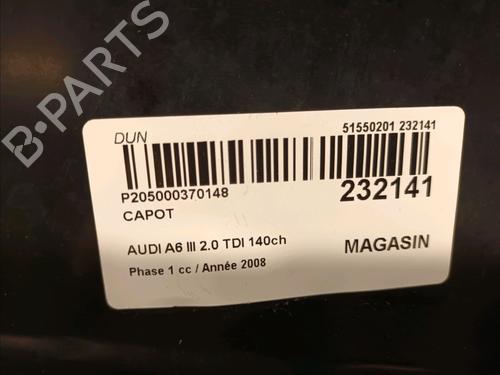 B-PARTS
DUN
51550201 232141
P205000370148
232141
CAPOT
AUDI A6 III 2.0 TDI 140ch
MAGASIN
Phase 1 cc / Année 2008